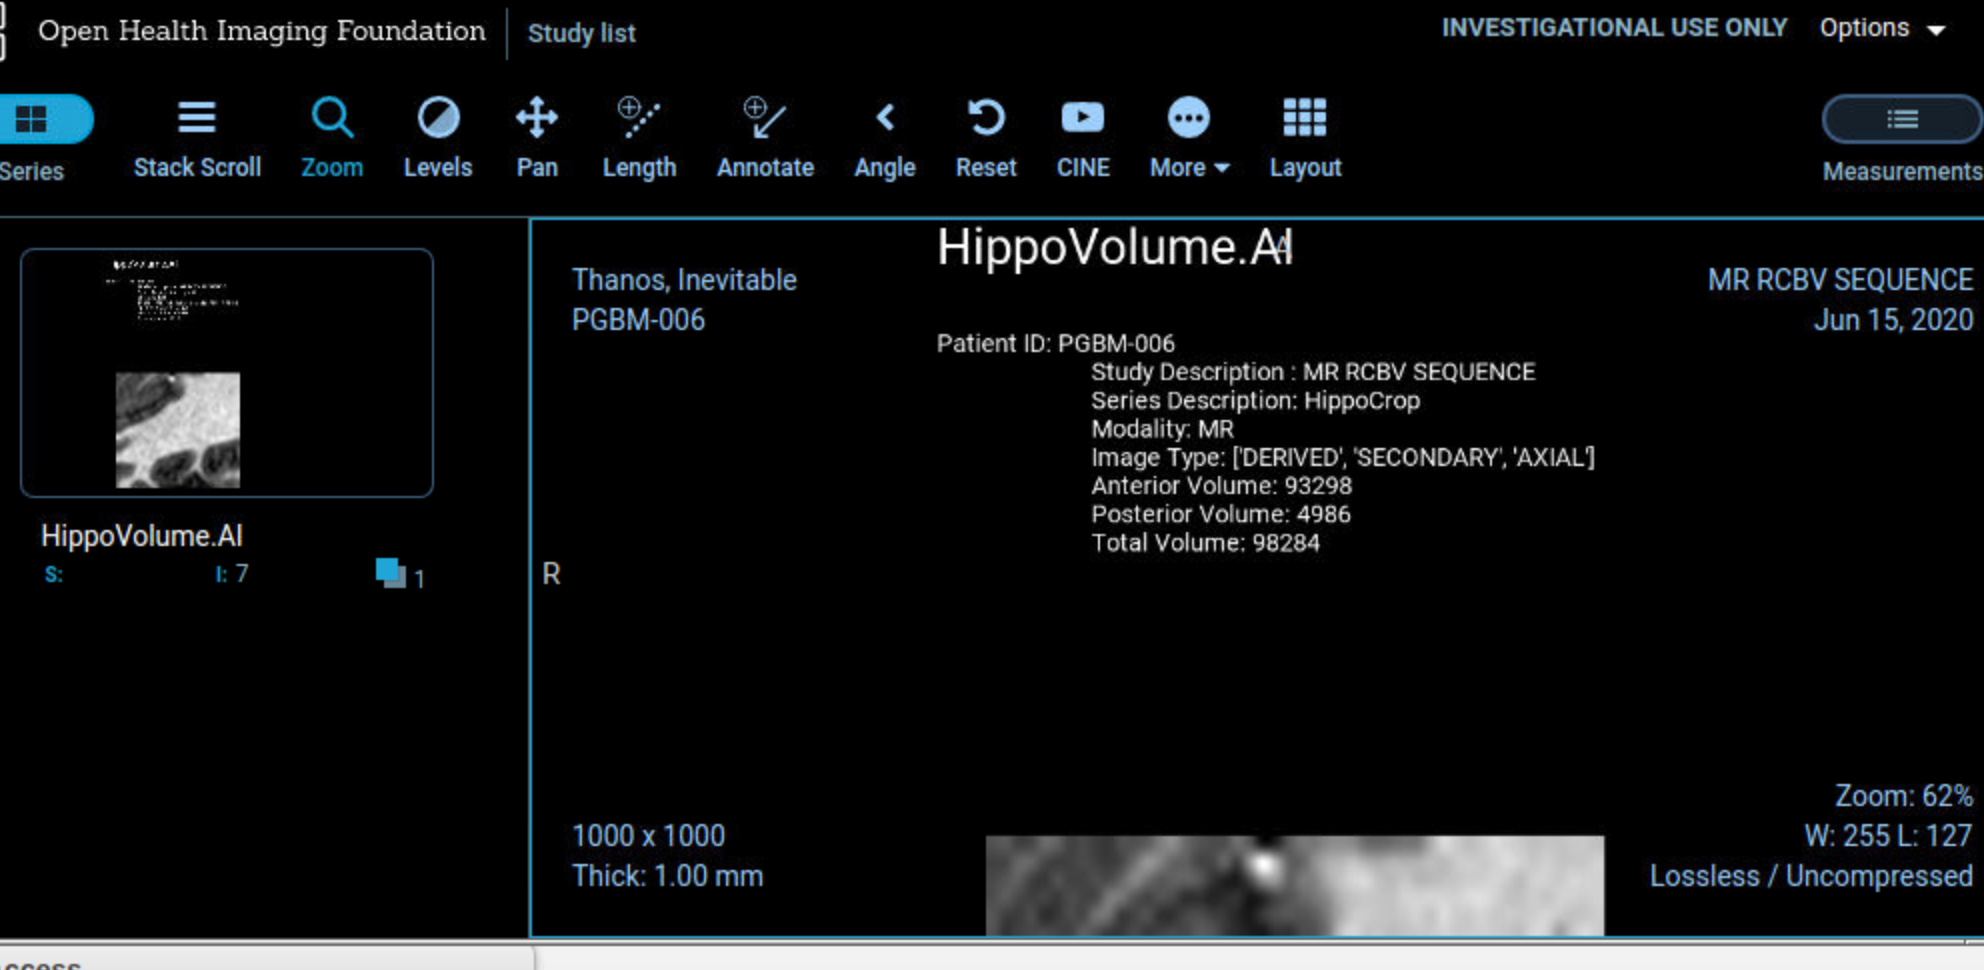 Open Health Imaging Foundation
Study list
INVESTIGATIONAL USE ONLY
Options
Series
Stack Scroll
Zoom
Levels
Pan
Length
Annotate
Angle
Reset
CINE
More
Layout
Measurements
HippoVolume.AI
S:
I: 7
1
HippoVolume.AI
Thanos, Inevitable
PGBM-006
MR RCBV SEQUENCE
Jun 15, 2020
Patient ID: PGBM-006
Study Description : MR RCBV SEQUENCE
Series Description: HippoCrop
Modality: MR
Image Type: ['DERIVED', 'SECONDARY', 'AXIAL']
Anterior Volume: 93298
Posterior Volume: 4986
Total Volume: 98284
R
1000 x 1000
Thick: 1.00 mm
Zoom: 62%
W: 255 L: 127
Lossless / Uncompressed